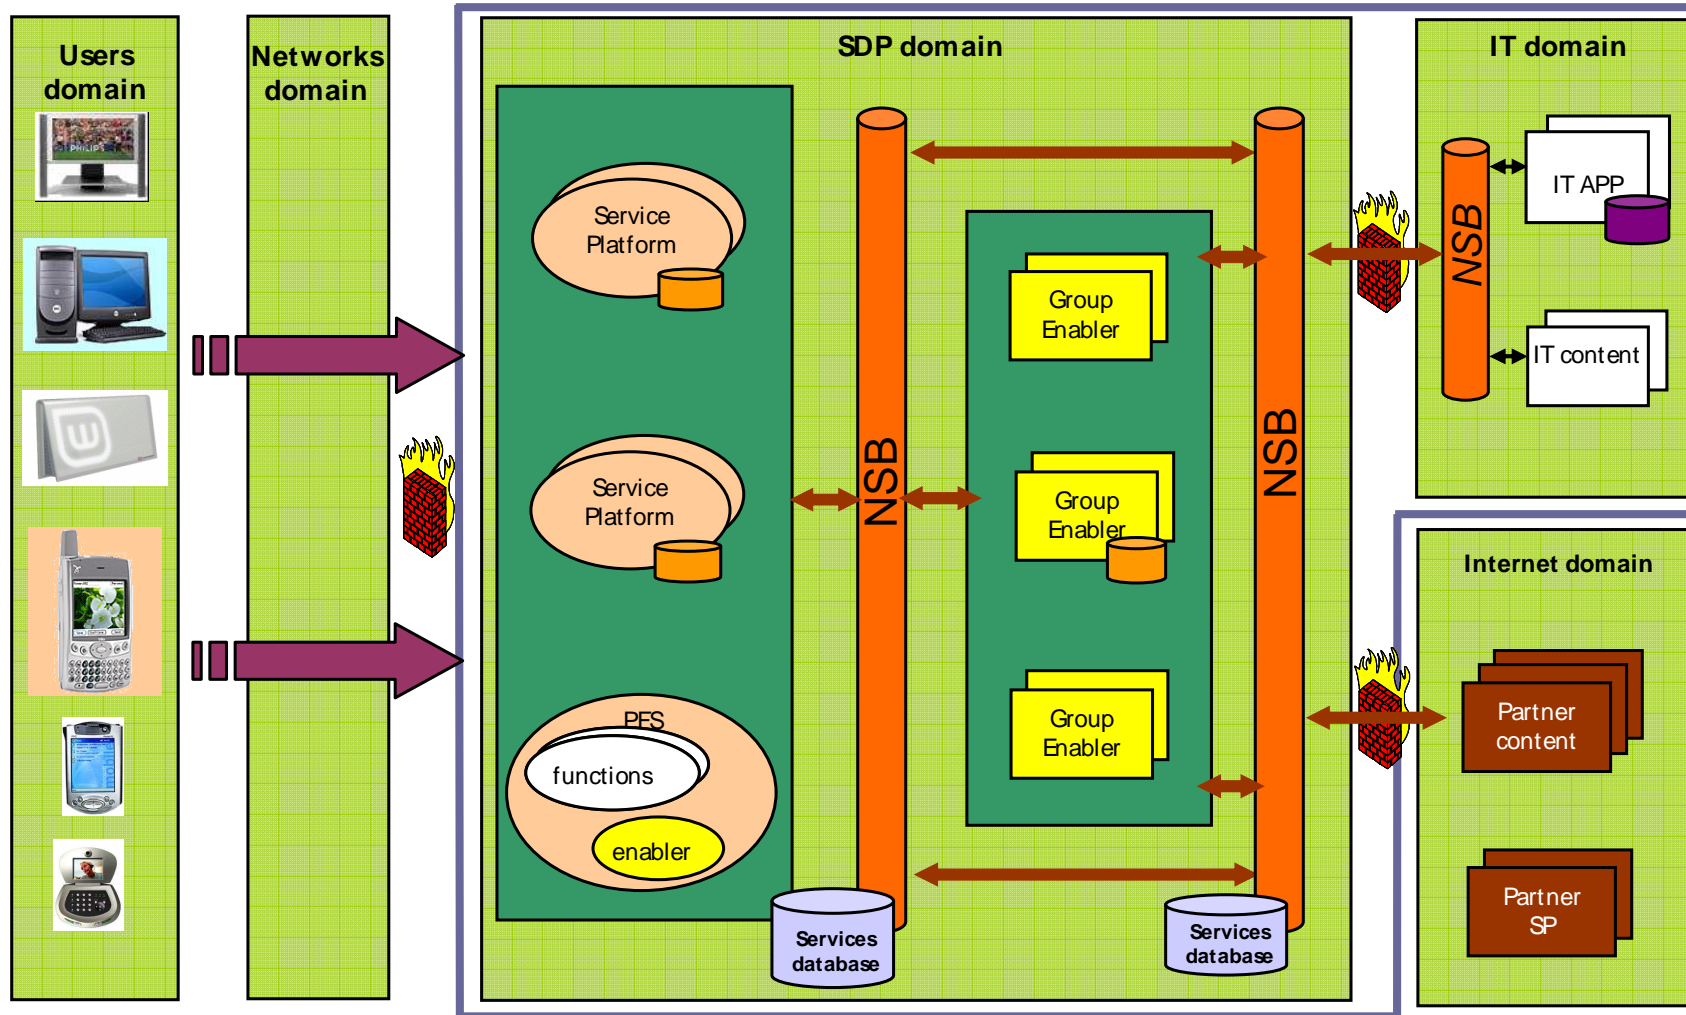 Users
domain
Networks
domain
SDP domain
IT domain
PHILIPS
Service
Platform
Service
Platform
PFS
functions
enabler
NSB
Group
Enabler
Group
Enabler
Group
Enabler
NSB
Services
database
Services
database
NSB
IT APP
IT content
Internet domain
Partner
content
Partner
SP